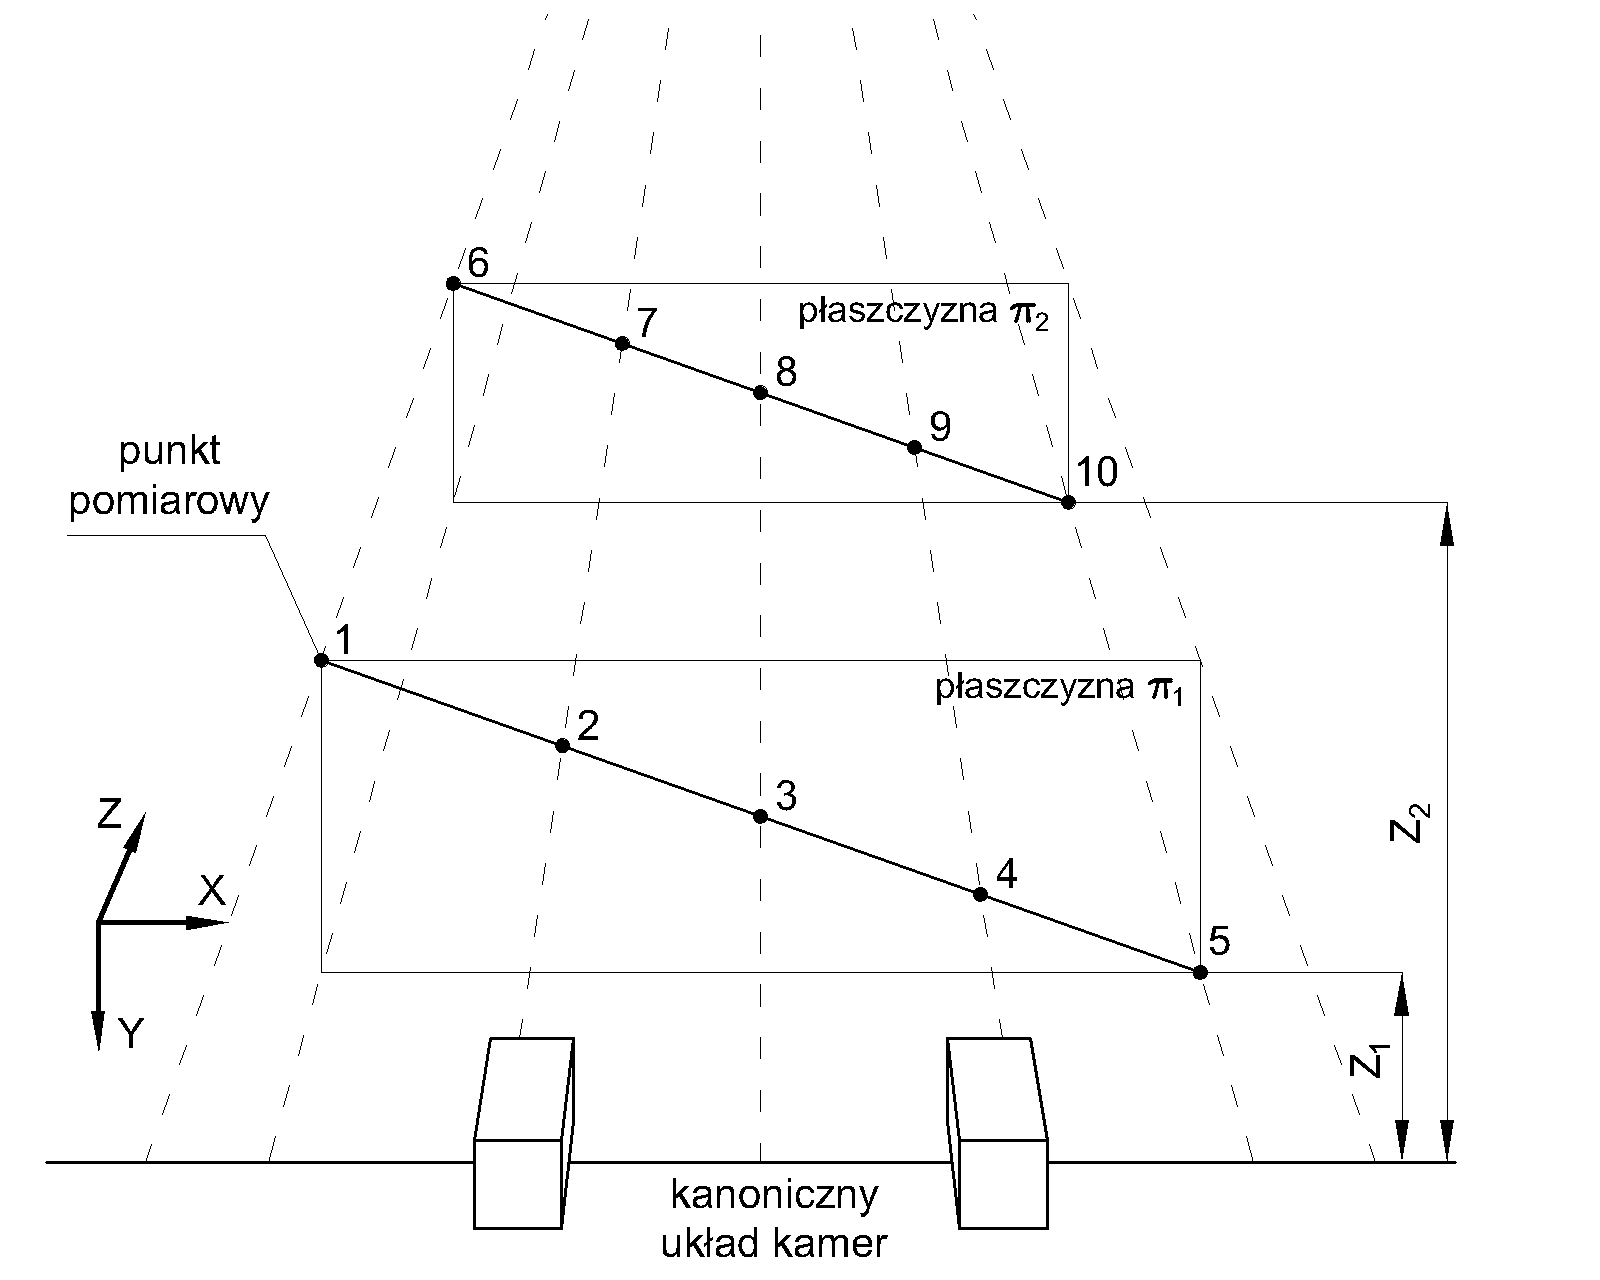 6
płaszczyzna π2
7
8
9
10
punkt
pomiarowy
1
płaszczyzna π1
2
3
4
5
Z
X
Y
Z2
Z1
kanoniczny
układ kamer